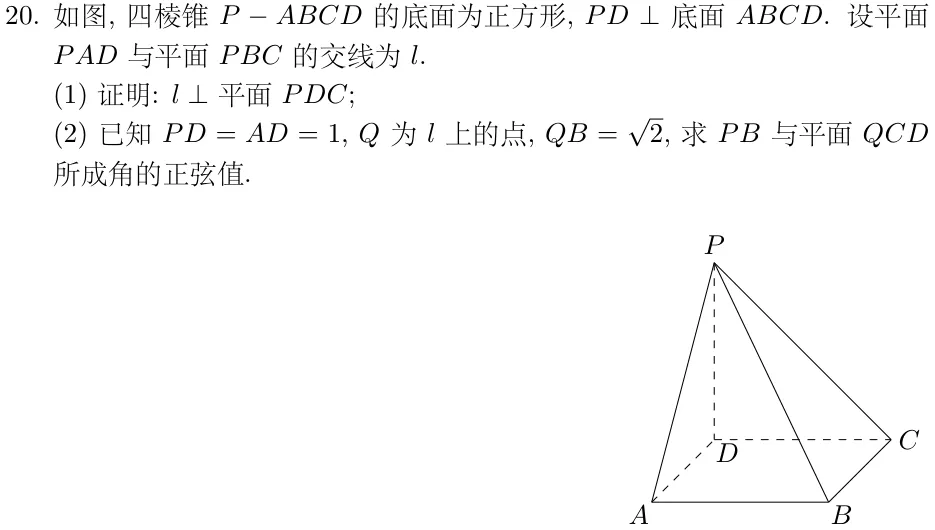 20. 如图, 四棱锥 P − ABCD 的底面为正方形, PD ⊥ 底面 ABCD. 设平面
PAD 与平面 PBC 的交线为 l.
(1) 证明: l ⊥ 平面 PDC;
(2) 已知 PD = AD = 1, Q 为 l 上的点, QB = √2, 求 PB 与平面 QCD
所成角的正弦值.
P
D
C
A
B